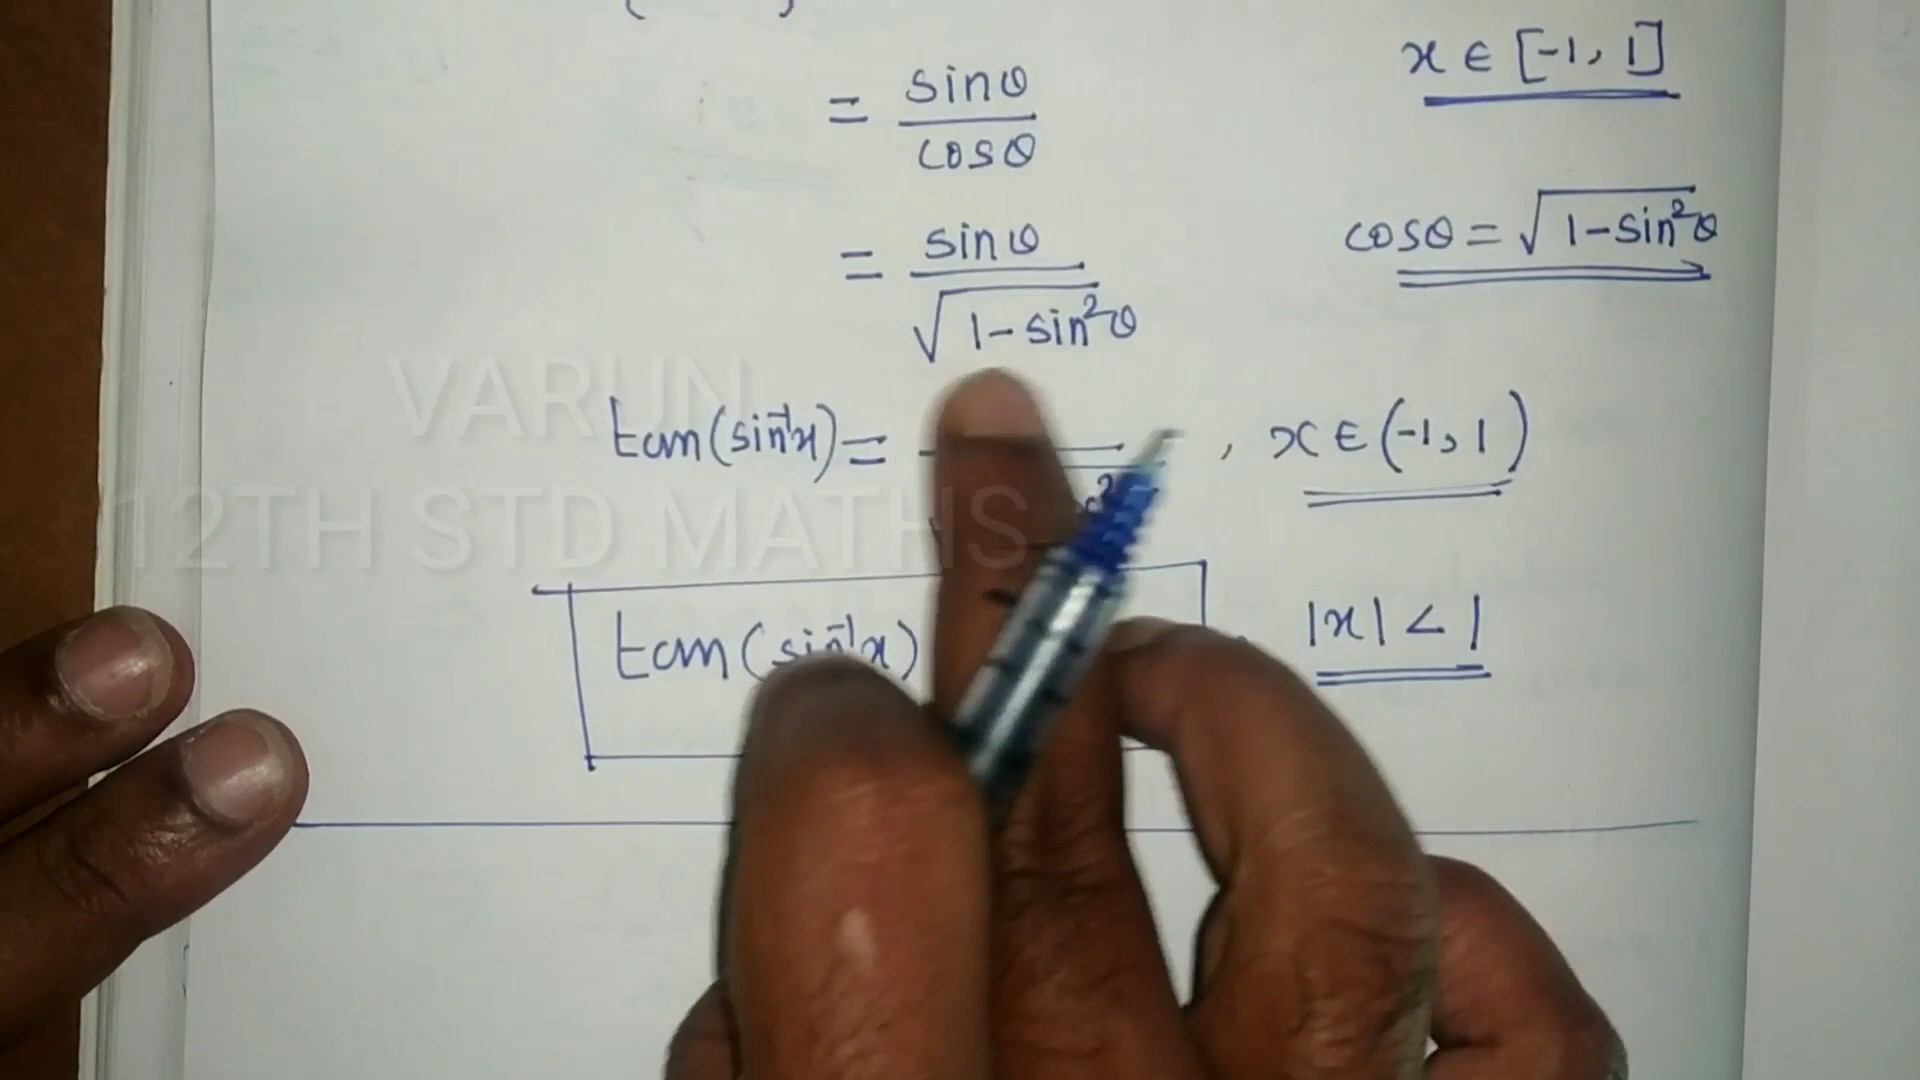 x ∈ [-1, 1]
= sinθ / cosθ
cosθ = √1-sin²θ
= sinθ / √1-sin²θ
VARUN
tan(sin⁻¹x) = , x ∈ (-1, 1)
12TH STD MATHS
tan(sin⁻¹x)
|x| < 1